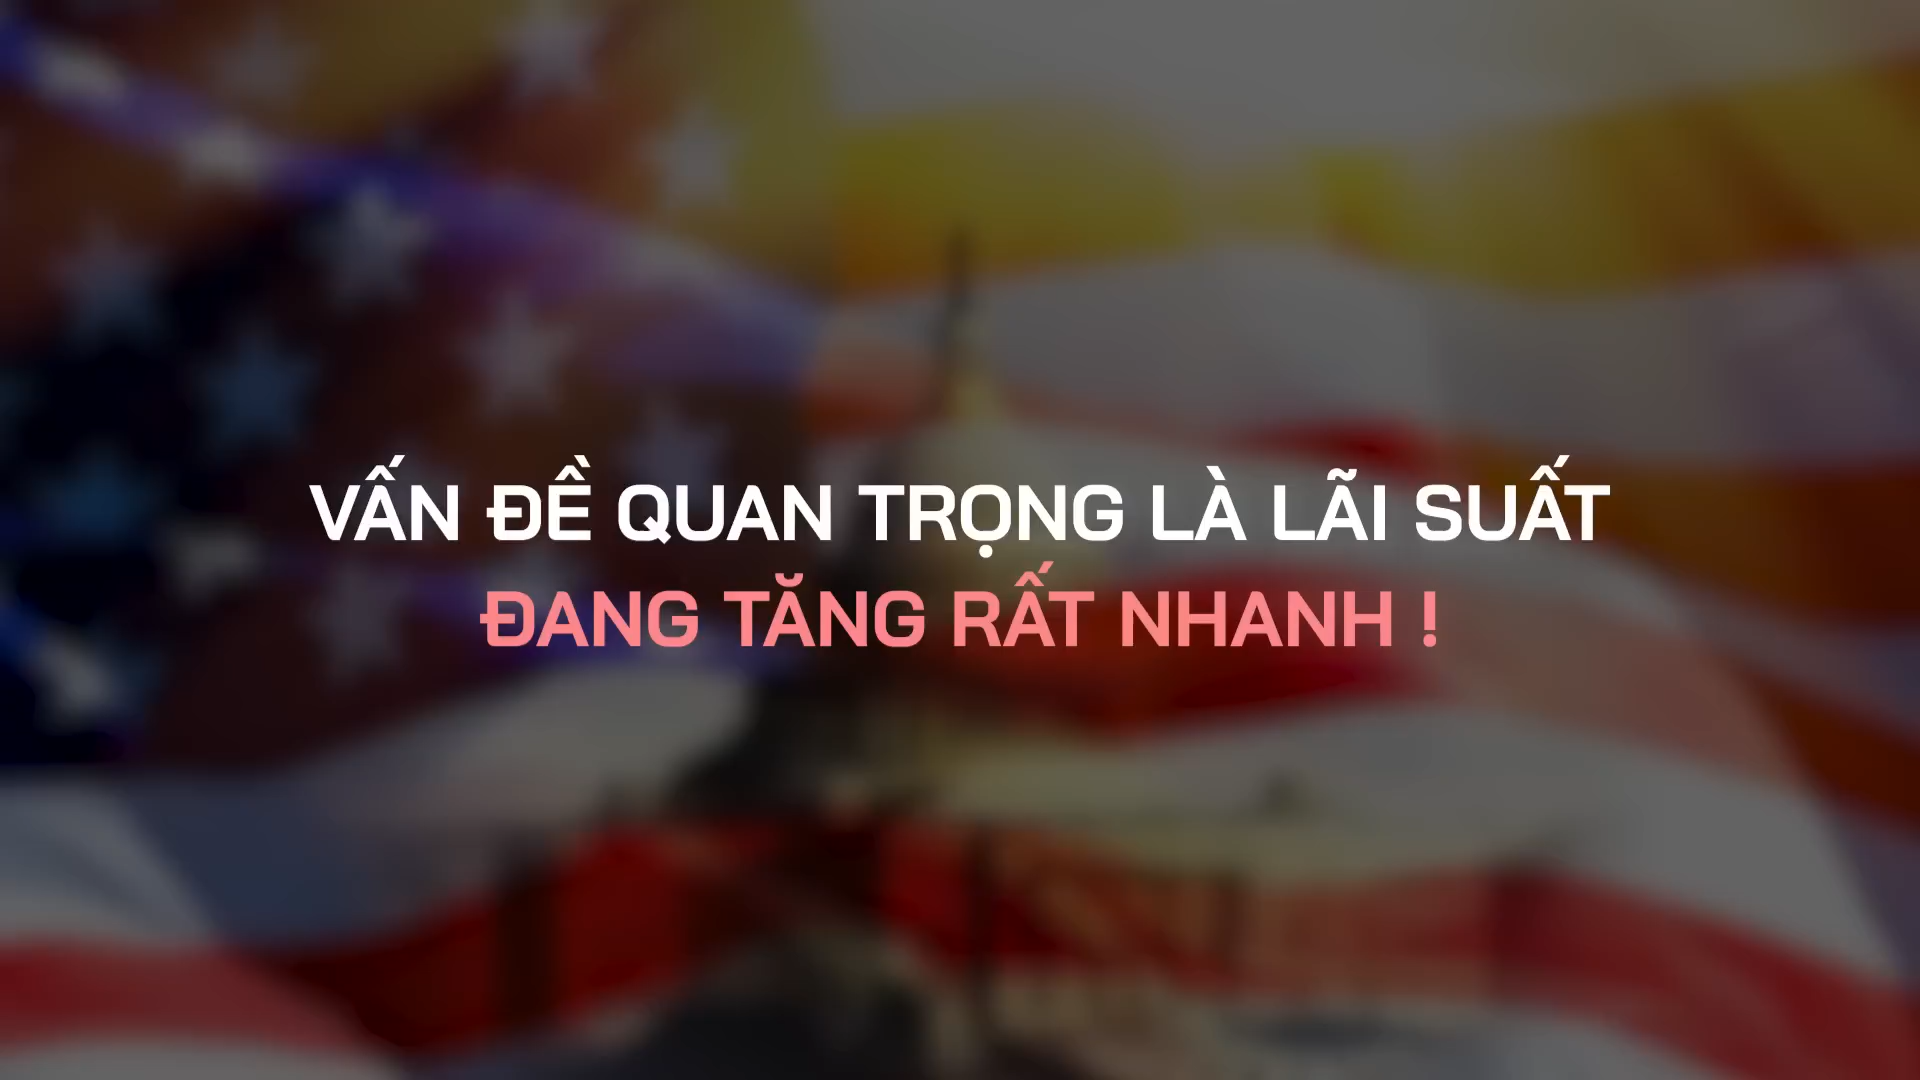 VẤN ĐỀ QUAN TRỌNG LÀ LÃI SUẤT
ĐANG TĂNG RẤT NHANH !